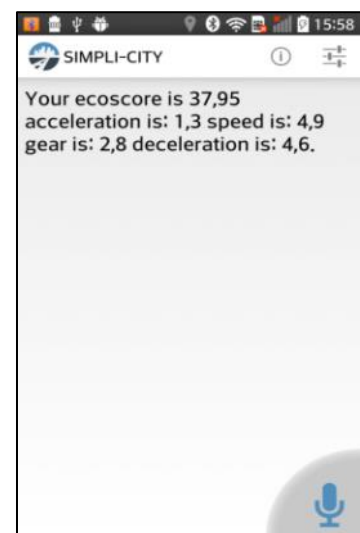 15:58
SIMPLI-CITY
Your ecoscore is 37,95
acceleration is: 1,3 speed is: 4,9
gear is: 2,8 deceleration is: 4,6.